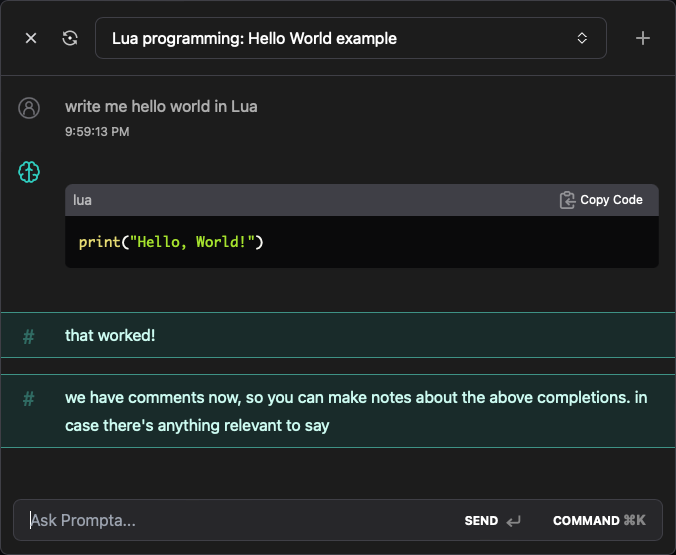 Lua programming: Hello World example
write me hello world in Lua
9:59:13 PM
lua
Copy Code
print("Hello, World!")
# that worked!
# we have comments now, so you can make notes about the above completions. in
case there's anything relevant to say
Ask Prompta...
SEND
COMMAND ⌘K